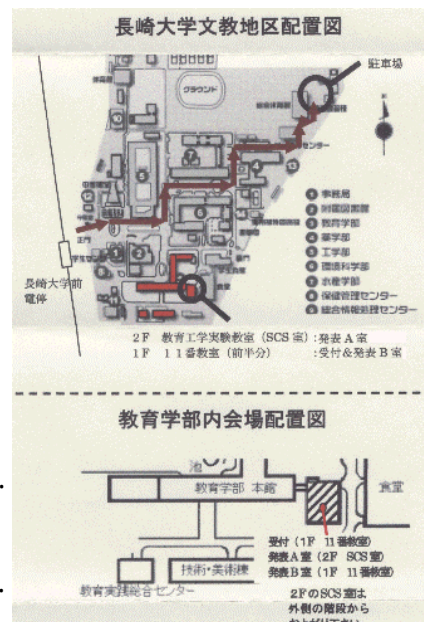 長崎大学文教地区配置図
駐車場
グラウンド
センター
正門
長崎大学前
電停
① 事務局
② 附属図書館
③ 教育学部
④ 薬学部
⑤ 工学部
⑥ 環境科学部
⑦ 水産学部
⑧ 保健管理センター
⑨ 総合情報処理センター
2F 教育工学実験教室(SCS室):発表A室
1F 11番教室(前半分) :受付&発表B室
教育学部内会場配置図
池
教育学部 本館
食堂
受付(1F 11番教室)
発表A室(2F SCS室)
発表B室(1F 11番教室)
技術・美術棟
教育実践総合センター
2FのSCS室は
外側の階段から